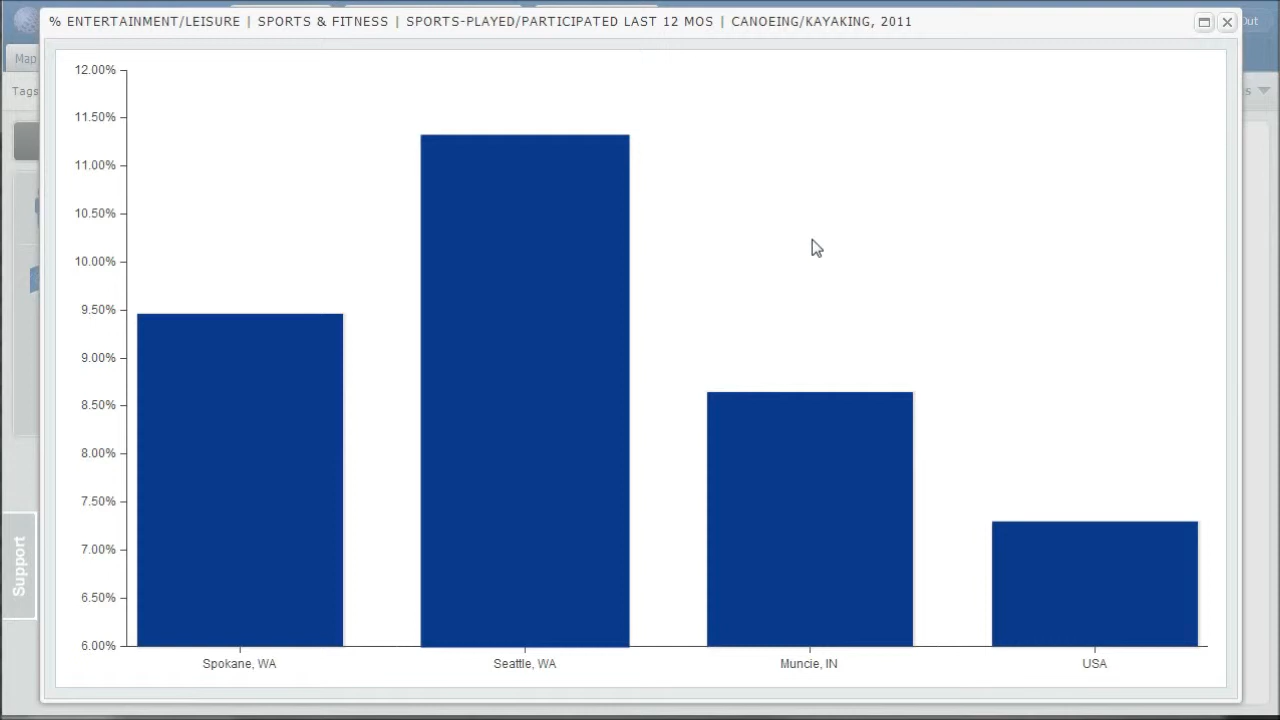 % ENTERTAINMENT/LEISURE | SPORTS & FITNESS | SPORTS-PLAYED/PARTICIPATED LAST 12 MOS | CANOEING/KAYAKING, 2011
Out
Map
Tags
s
12.00%
11.50%
11.00%
10.50%
10.00%
9.50%
9.00%
8.50%
8.00%
7.50%
7.00%
6.50%
6.00%
Spokane, WA
Seattle, WA
Muncie, IN
USA
Support